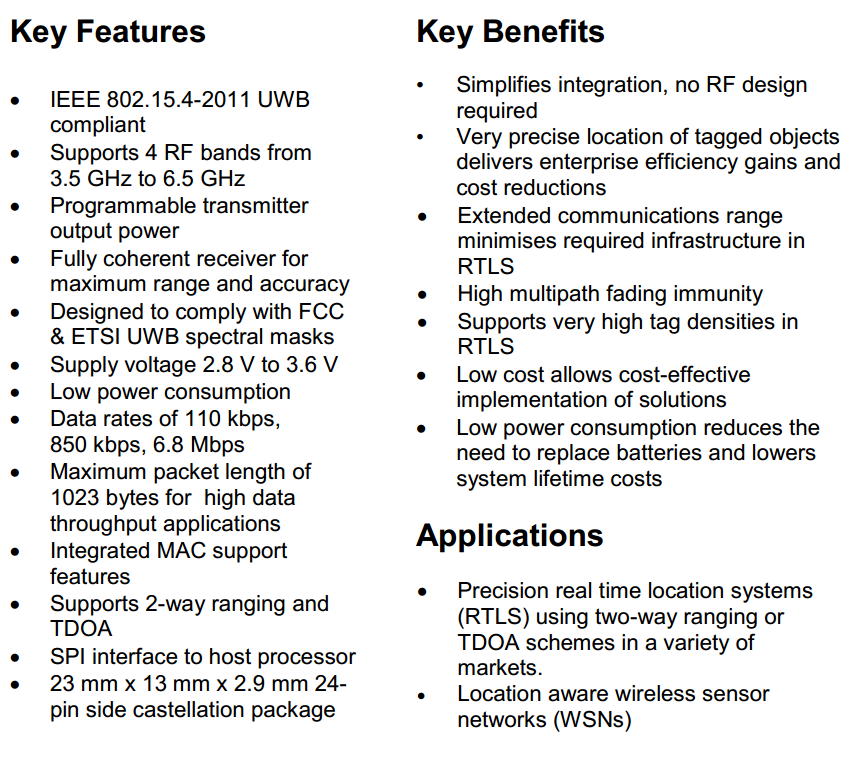 Key Features
• IEEE 802.15.4-2011 UWB
compliant
• Supports 4 RF bands from
3.5 GHz to 6.5 GHz
• Programmable transmitter
output power
• Fully coherent receiver for
maximum range and accuracy
• Designed to comply with FCC
& ETSI UWB spectral masks
• Supply voltage 2.8 V to 3.6 V
• Low power consumption
• Data rates of 110 kbps,
850 kbps, 6.8 Mbps
• Maximum packet length of
1023 bytes for  high data
throughput applications
• Integrated MAC support
features
• Supports 2-way ranging and
TDOA
• SPI interface to host processor
• 23 mm x 13 mm x 2.9 mm 24-
pin side castellation package
Key Benefits
• Simplifies integration, no RF design
required
• Very precise location of tagged objects
delivers enterprise efficiency gains and
cost reductions
• Extended communications range
minimises required infrastructure in
RTLS
• High multipath fading immunity
• Supports very high tag densities in
RTLS
• Low cost allows cost-effective
implementation of solutions
• Low power consumption reduces the
need to replace batteries and lowers
system lifetime costs
Applications
• Precision real time location systems
(RTLS) using two-way ranging or
TDOA schemes in a variety of
markets.
• Location aware wireless sensor
networks (WSNs)